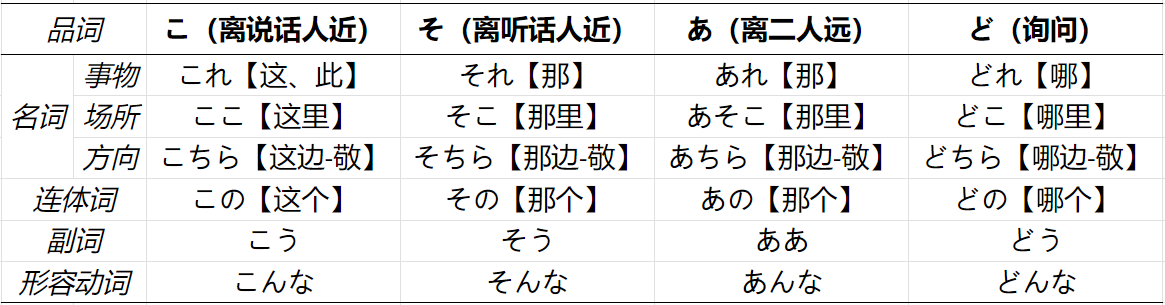 品词 こ（离说话人近） そ（离听话人近） あ（离二人远） ど（询问）
名词 事物 これ【这、此】 それ【那】 あれ【那】 どれ【哪】
场所 ここ【这里】 そこ【那里】 あそこ【那里】 どこ【哪里】
方向 こちら【这边-敬】 そちら【那边-敬】 あちら【那边-敬】 どちら【哪边-敬】
连体词 この【这个】 その【那个】 あの【那个】 どの【哪个】
副词 こう そう ああ どう
形容动词 こんな そんな あんな どんな